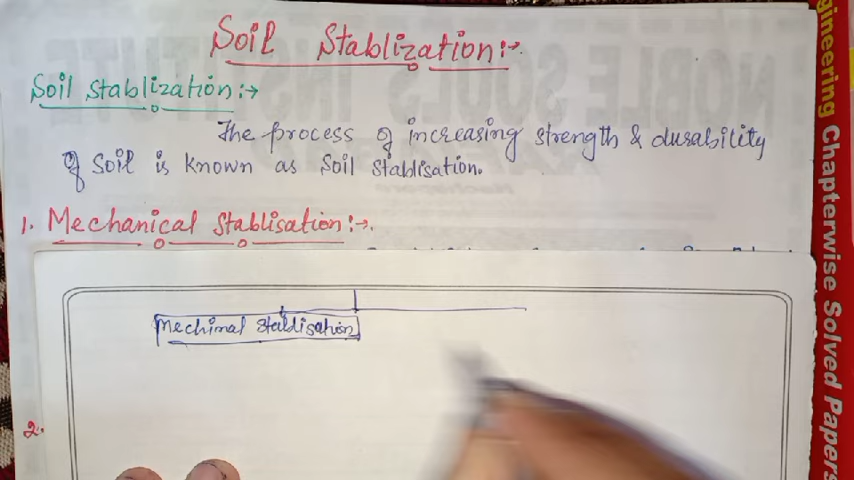 Soil Stablization:-
Soil Stablization:→
The process of increasing strength & durability
of Soil is known as Soil Stablisation.
1. Mechanical Stablisation:-.
Mechinal Stablisation
2.
gineering Chapterwise Solved Papers